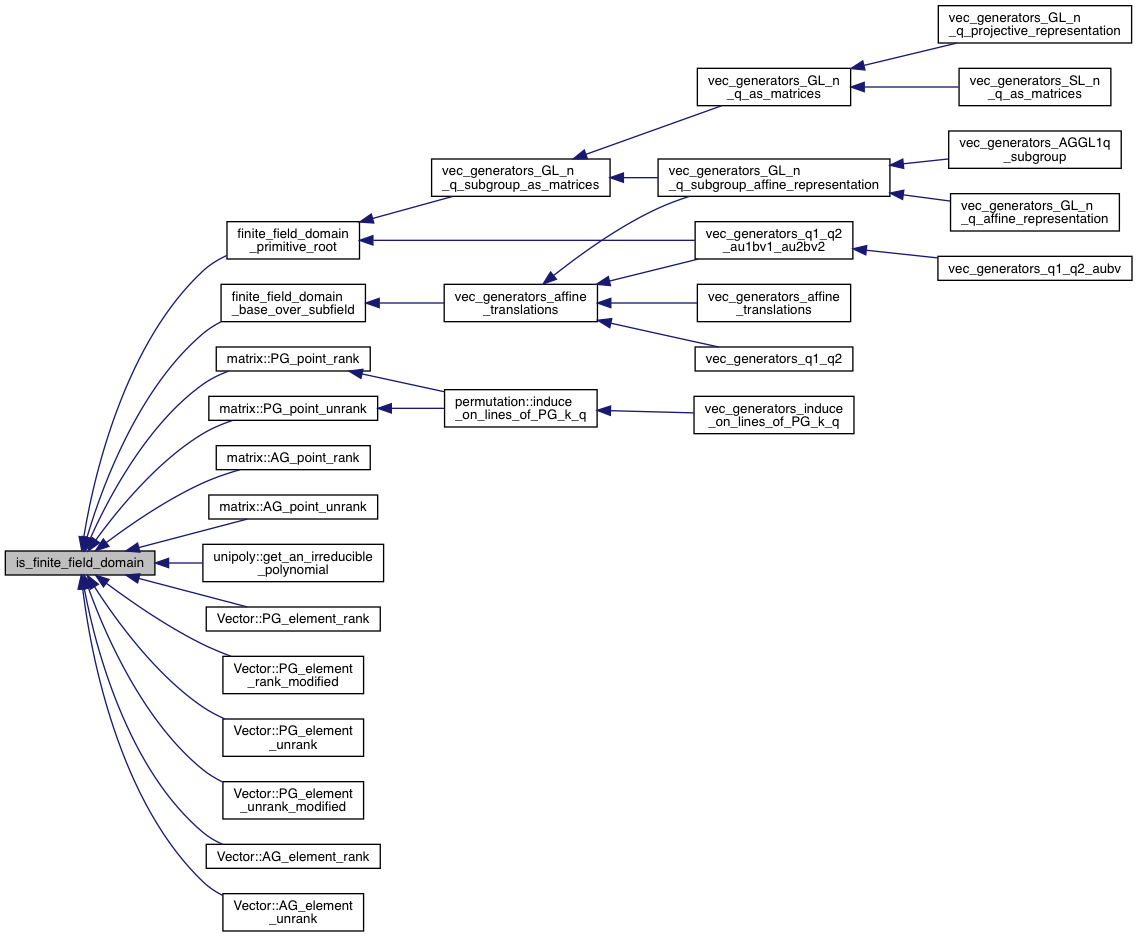 vec_generators_GL_n
_q_projective_representation
vec_generators_GL_n
_q_as_matrices
vec_generators_SL_n
_q_as_matrices
vec_generators_AGGL1q
_subgroup
vec_generators_GL_n
_q_subgroup_as_matrices
vec_generators_GL_n
_q_subgroup_affine_representation
vec_generators_GL_n
_q_affine_representation
finite_field_domain
_primitive_root
vec_generators_q1_q2
_au1bv1_au2bv2
vec_generators_q1_q2_aubv
finite_field_domain
_base_over_subfield
vec_generators_affine
_translations
vec_generators_affine
_translations
matrix::PG_point_rank
vec_generators_q1_q2
matrix::PG_point_unrank
permutation::induce
_on_lines_of_PG_k_q
vec_generators_induce
_on_lines_of_PG_k_q
matrix::AG_point_rank
matrix::AG_point_unrank
is_finite_field_domain
unipoly::get_an_irreducible
_polynomial
Vector::PG_element_rank
Vector::PG_element
_rank_modified
Vector::PG_element
_unrank
Vector::PG_element
_unrank_modified
Vector::AG_element_rank
Vector::AG_element
_unrank